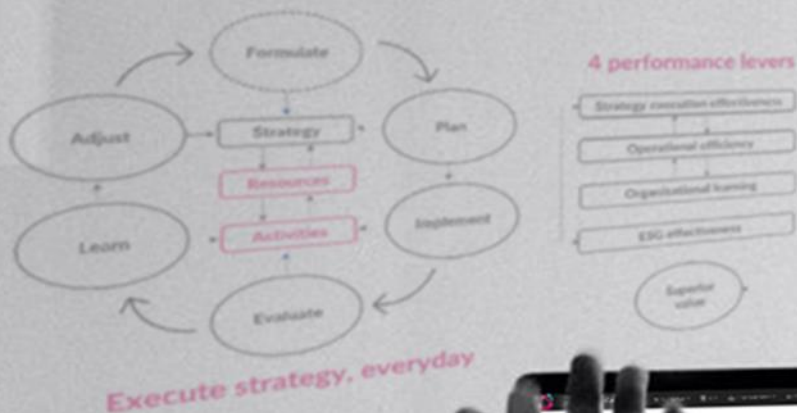 Formulate
4 performance levers
Adjust
Strategy
Plan
Strategy execution effectiveness
Operational efficiency
Resources
Organisational learning
Learn
Activities
Implement
ESG effectiveness
Evaluate
Superior
value
Execute strategy, everyday